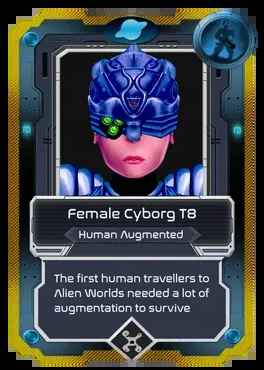 Female Cyborg T8
Human Augmented
The first human travellers to
Alien Worlds needed a lot of
augmentation to survive